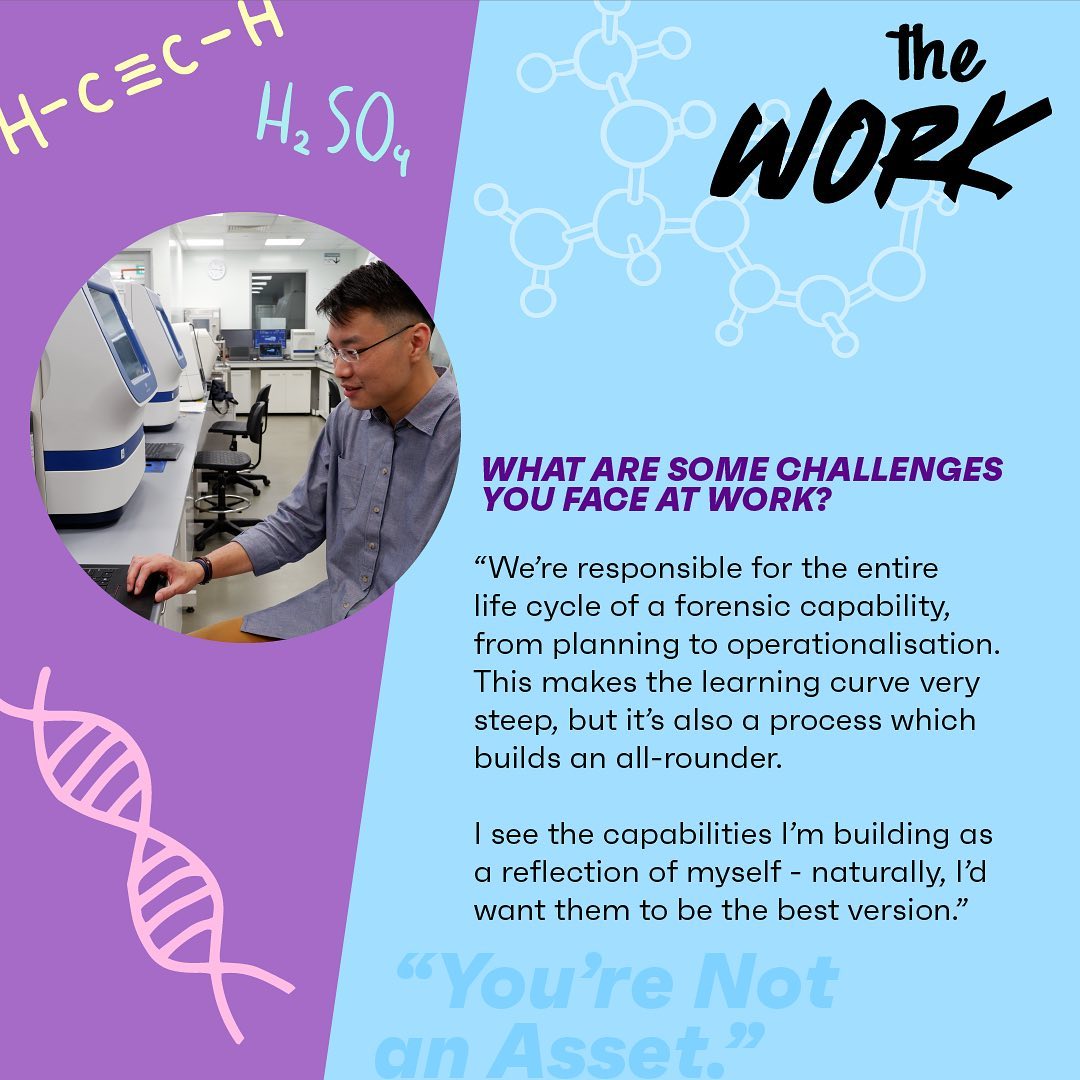 H-C≡C-H
H₂SO₄
the
WORK
WHAT ARE SOME CHALLENGES
YOU FACE AT WORK?
“We’re responsible for the entire
life cycle of a forensic capability,
from planning to operationalisation.
This makes the learning curve very
steep, but it’s also a process which
builds an all-rounder.
I see the capabilities I’m building as
a reflection of myself - naturally, I’d
want them to be the best version.”
“You’re Not
an Asset.”